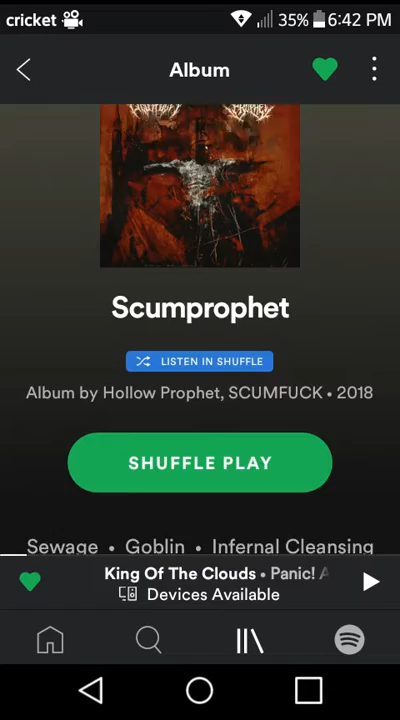 cricket 35% 6:42 PM
Album
Scumprophet
LISTEN IN SHUFFLE
Album by Hollow Prophet, SCUMFUCK • 2018
SHUFFLE PLAY
Sewage • Goblin • Infernal Cleansing
King Of The Clouds • Panic! A
Devices Available